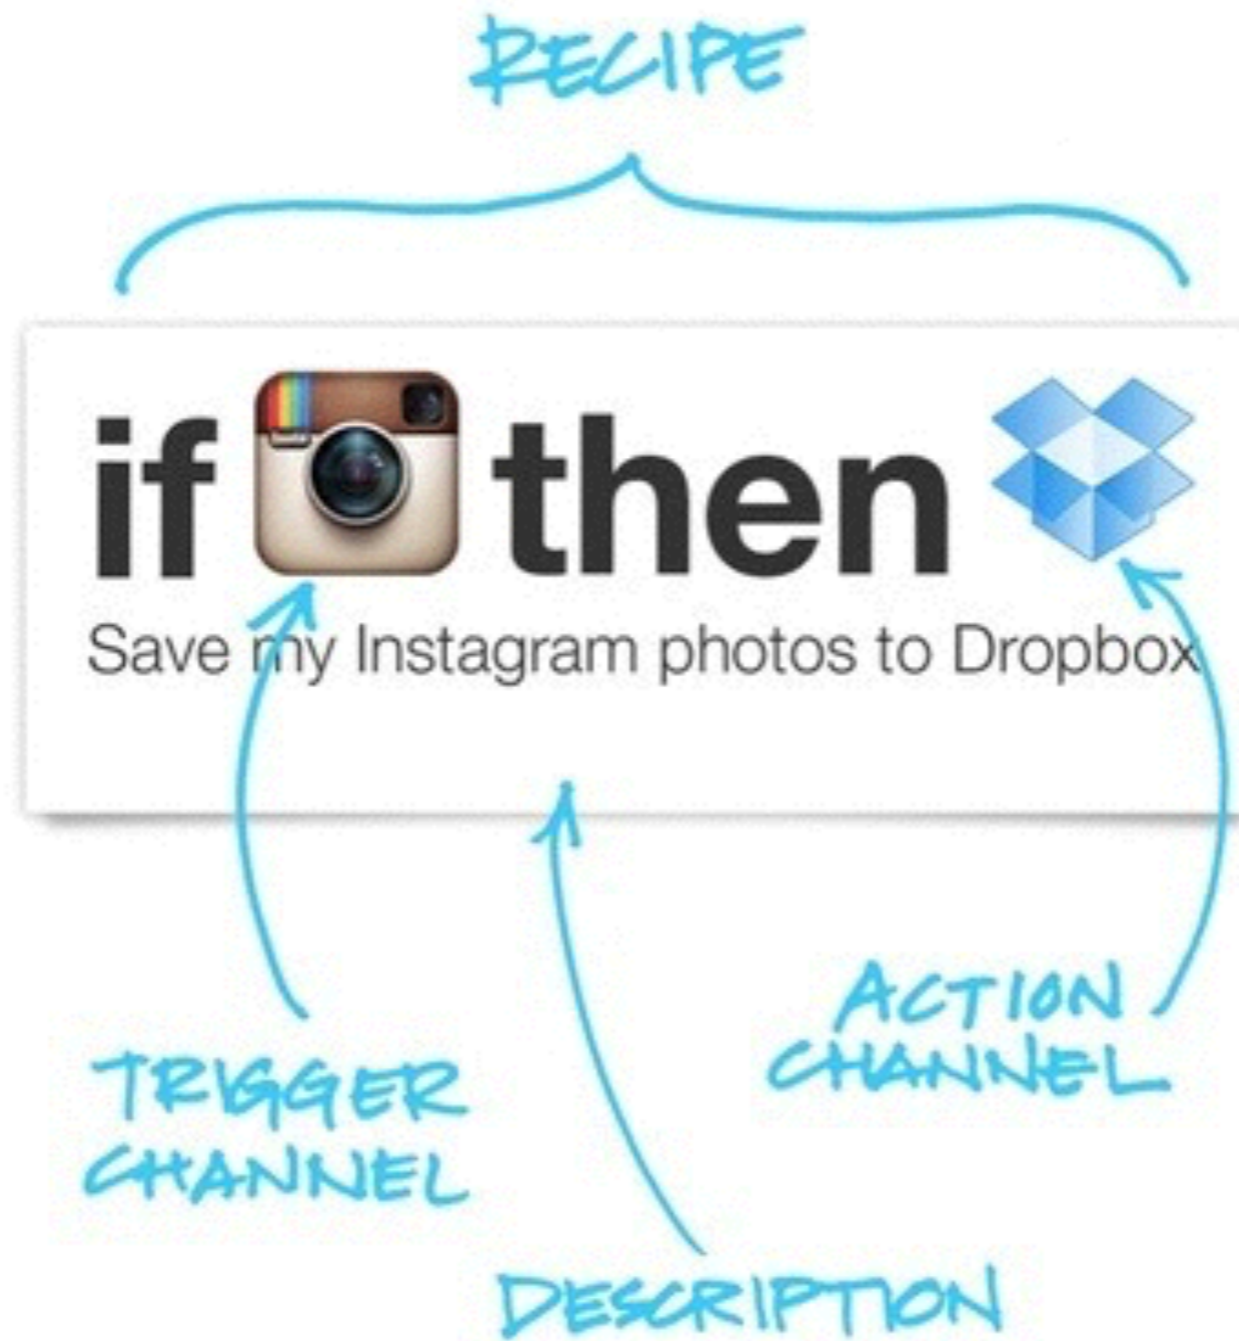 RECIPE
if then
Save my Instagram photos to Dropbox
ACTION
CHANNEL
TRIGGER
CHANNEL
DESCRIPTION